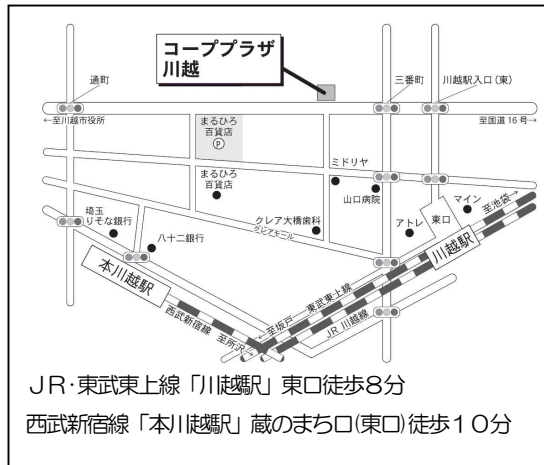 コーププラザ
川越
通町
三番町
川越駅入口(東)
←至川越市役所
至国道16号→
まるひろ
百貨店
P
ミドリヤ
まるひろ
百貨店
山口病院
マイン
至池袋→
埼玉
りそな銀行
クレア大橋歯科
クレアモール
アトレ
東口
八十二銀行
川越駅
本川越駅
東武東上線
西武新宿線
←至坂戸
至所沢→
JR 川越線
JR・東武東上線「川越駅」東口徒歩8分
西武新宿線「本川越駅」蔵のまち口(東口)徒歩10分